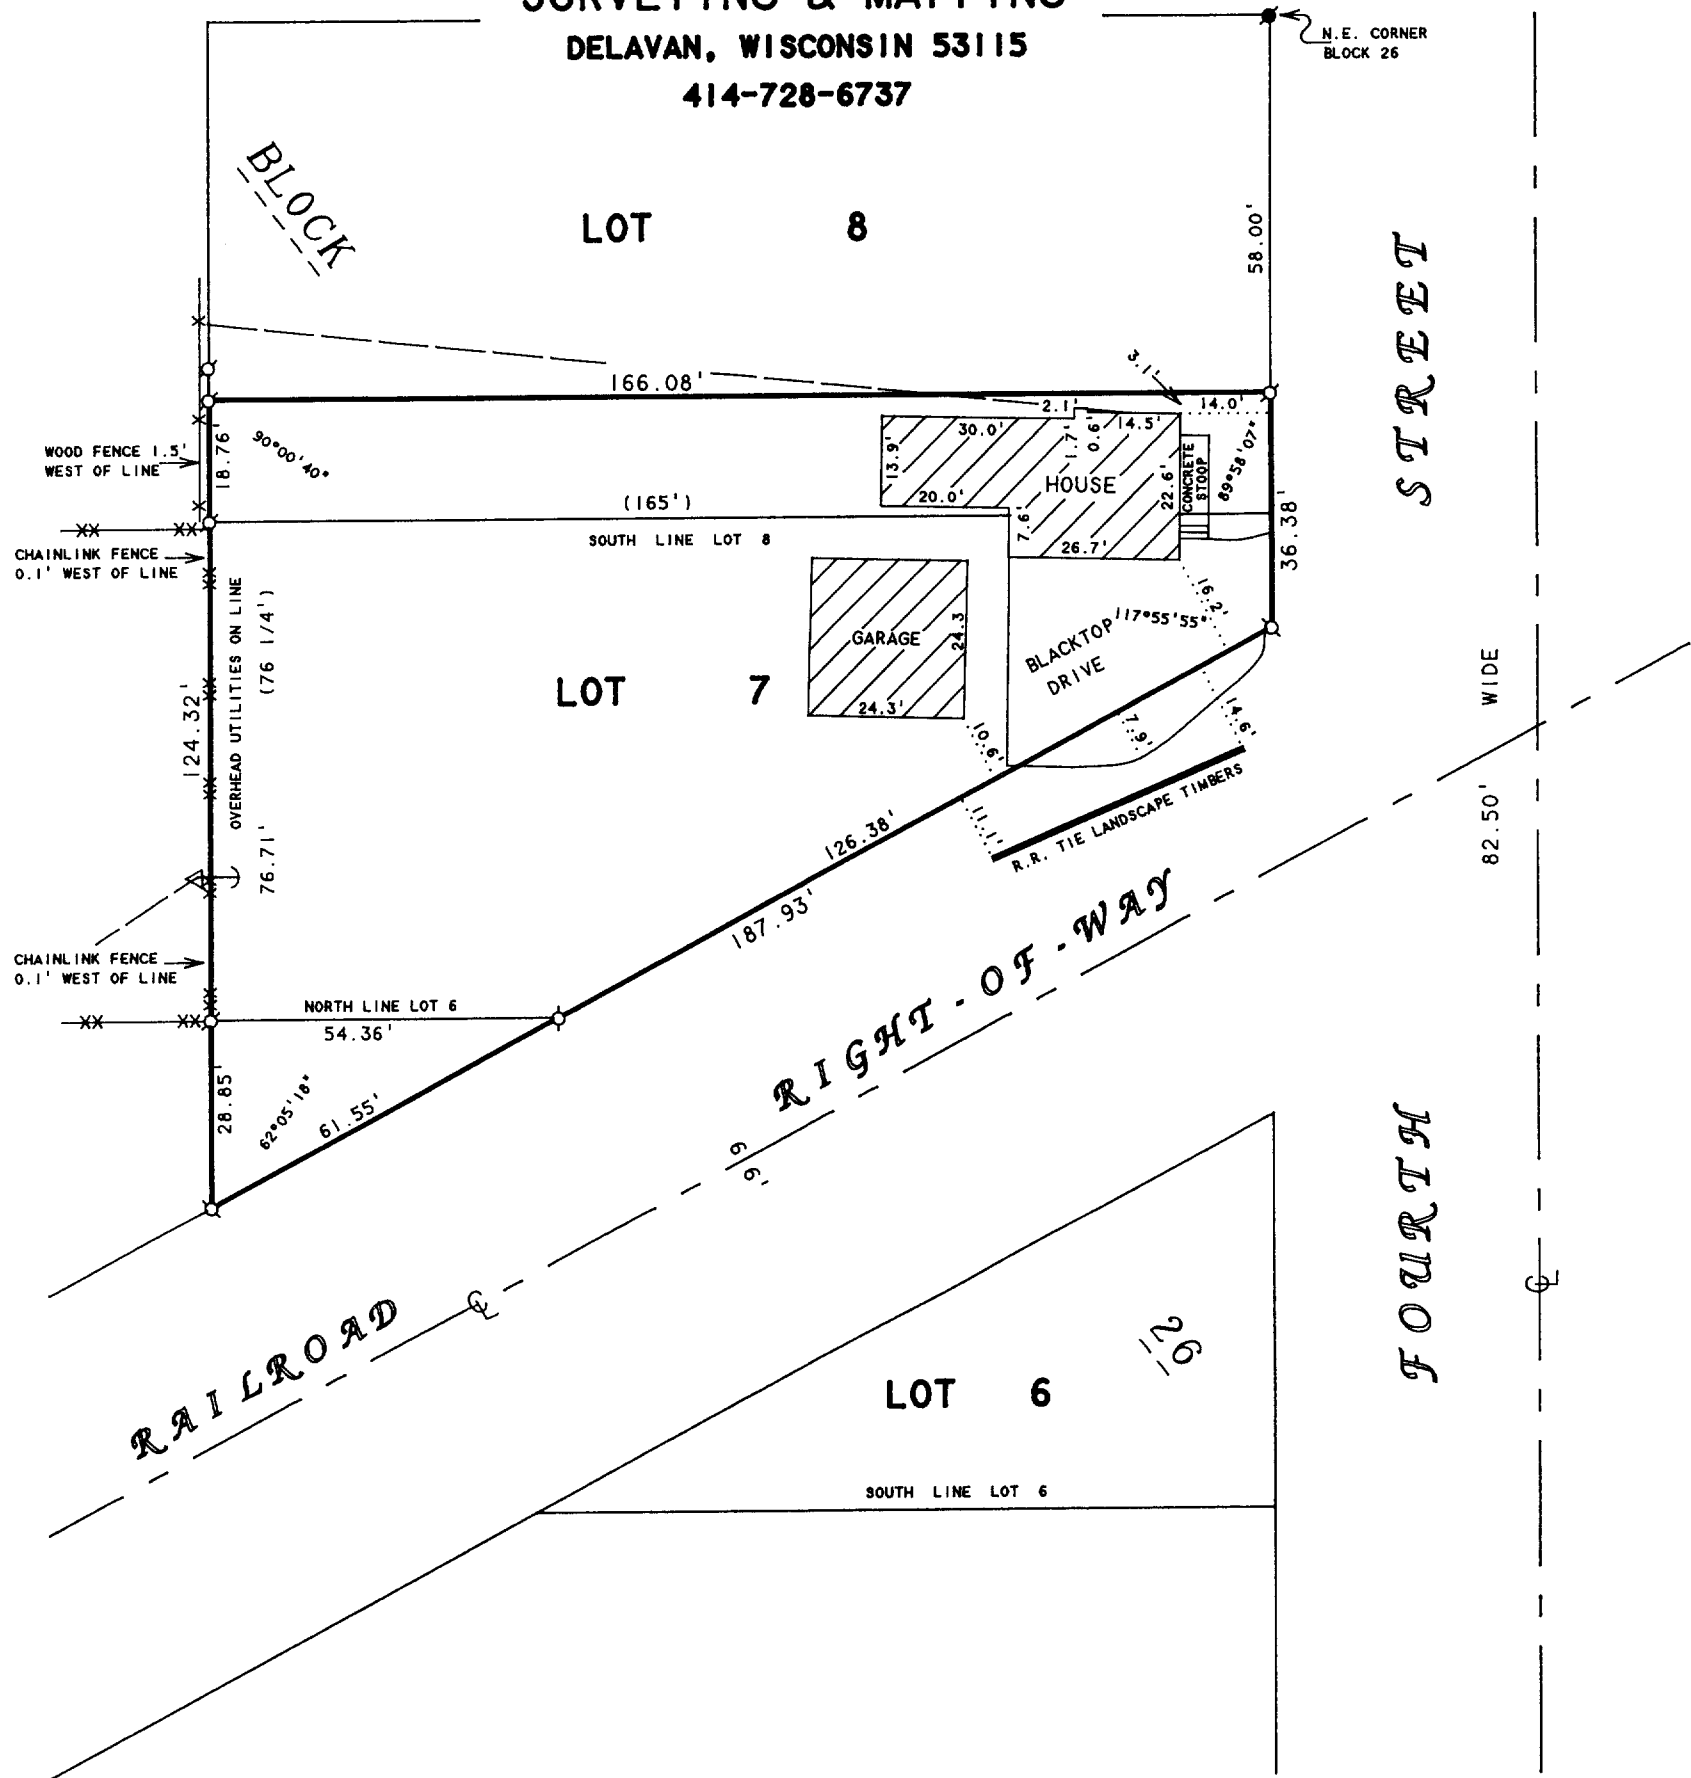 SURVEYING & MAPPING
DELAVAN, WISCONSIN 53115
414-728-6737
N.E. CORNER
BLOCK 26
BLOCK
LOT 8
58.00'
STREET
166.08'
3.1'
14.0'
2.1'
WOOD FENCE 1.5'
WEST OF LINE
18.76'
90°00'40"
30.0'
1.7'
0.6'
14.5'
13.9'
HOUSE
22.6'
CONCRETE
STOOP
89°58'07"
20.0'
(165')
7.6'
26.7'
36.38'
SOUTH LINE LOT 8
CHAINLINK FENCE
0.1' WEST OF LINE
OVERHEAD UTILITIES ON LINE
(76 1/4')
124.32'
76.71'
GARAGE
24.3
24.3'
16.2'
117°55'55"
BLACKTOP
DRIVE
LOT 7
WIDE
82.50'
10.6'
7.9'
14.6'
11.1'
R.R. TIE LANDSCAPE TIMBERS
126.38'
187.93'
CHAINLINK FENCE
0.1' WEST OF LINE
NORTH LINE LOT 6
54.36'
28.85'
62°05'18"
61.55'
RIGHT-OF-WAY
66'
FOURTH
RAILROAD
26
LOT 6
SOUTH LINE LOT 6